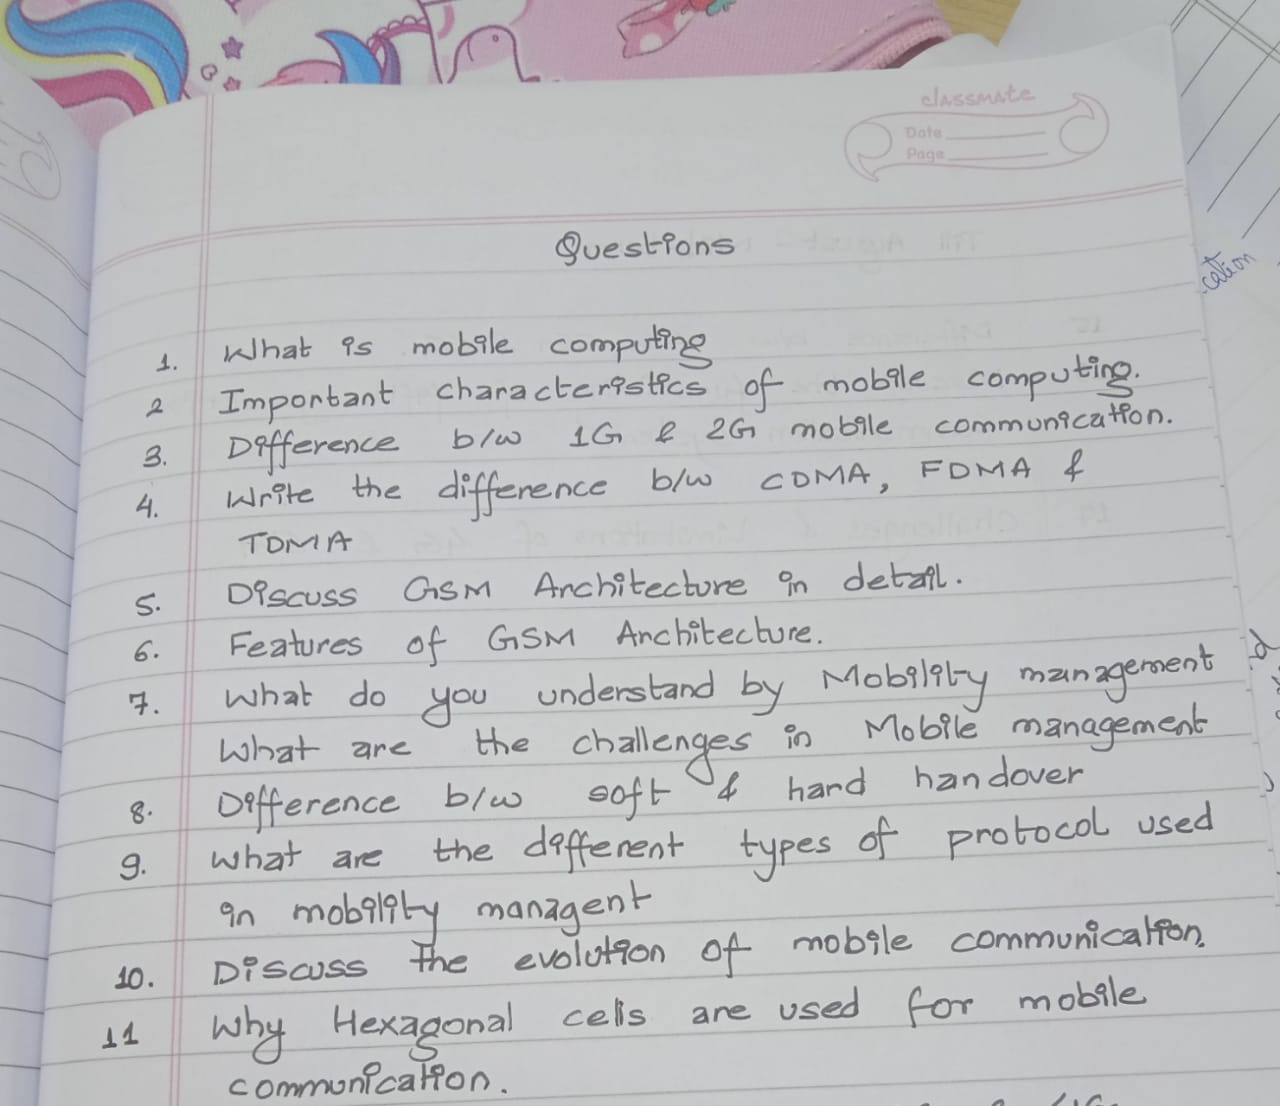 classmate
Date
Page
Questions
1. What is mobile computing
2 Important characteristics of mobile computing.
3. Difference b/w 1G & 2G mobile communication.
4. Write the difference b/w CDMA, FDMA &
TDMA
5. Discuss GSM Architecture in detail.
6. Features of GSM Architecture.
7. What do you understand by Mobility management
What are the challenges in Mobile management
8. Difference b/w soft & hard handover
9. What are the different types of protocol used
in mobility managent
10. Discuss the evolution of mobile communication.
11 Why Hexagonal cells are used for mobile
communication.
cation